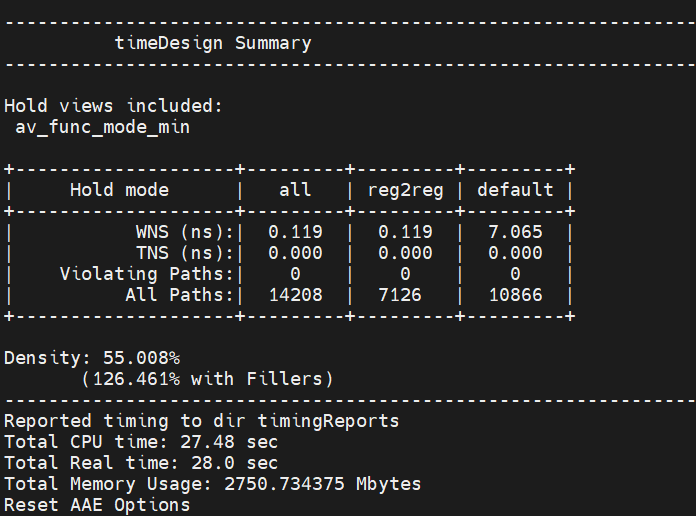 ---------------------------------------------------------------
          timeDesign Summary
---------------------------------------------------------------
Hold views included:
 av_func_mode_min
+--------------------+---------+---------+---------+
|     Hold mode      |   all   | reg2reg | default |
+--------------------+---------+---------+---------+
|           WNS (ns):|  0.119  |  0.119  |  7.065  |
|           TNS (ns):|  0.000  |  0.000  |  0.000  |
|    Violating Paths:|    0    |    0    |    0    |
|          All Paths:|  14208  |  7126   |  10866  |
+--------------------+---------+---------+---------+
Density: 55.008%
       (126.461% with Fillers)
---------------------------------------------------------------
Reported timing to dir timingReports
Total CPU time: 27.48 sec
Total Real time: 28.0 sec
Total Memory Usage: 2750.734375 Mbytes
Reset AAE Options